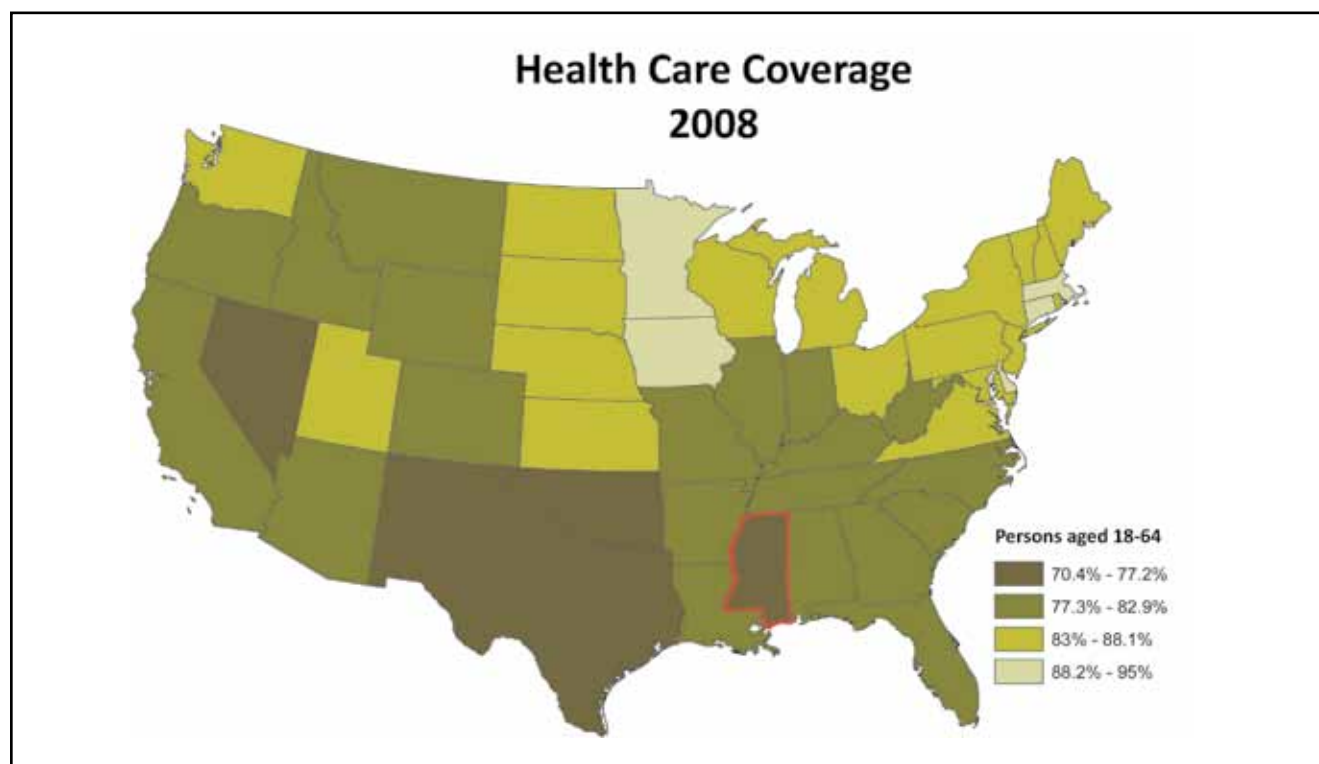 Health Care Coverage
2008
Persons aged 18-64
70.4% - 77.2%
77.3% - 82.9%
83% - 88.1%
88.2% - 95%